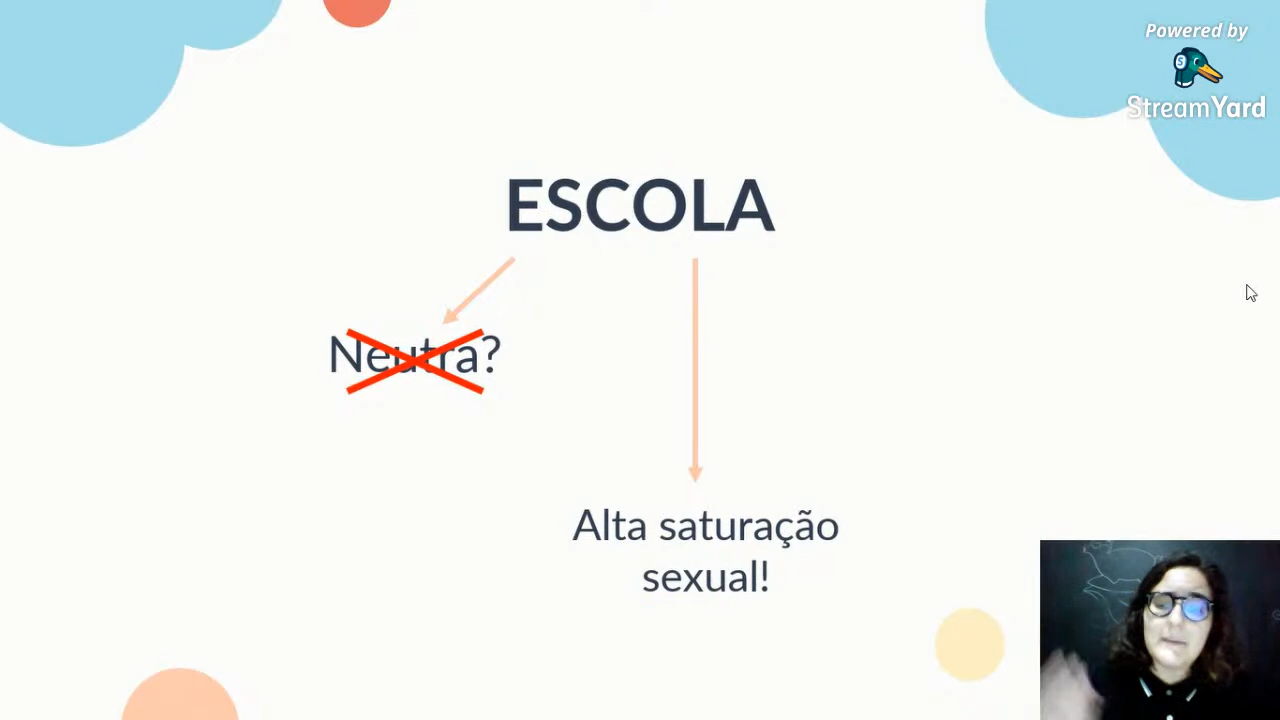 Powered by
StreamYard
ESCOLA
Neutra?
Alta saturação
sexual!